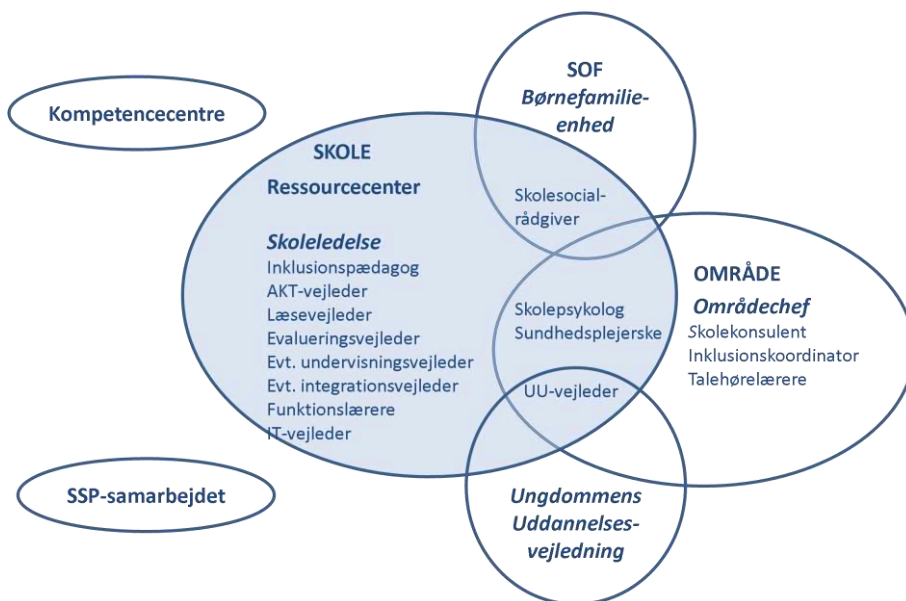 Kompetencecentre
SOF
Børnefamilie-
enhed
SKOLE
Ressourcecenter
Skolesocial-
rådgiver
Skoleledelse
Inklusionspædagog
AKT-vejleder
Læsevejleder
Evalueringsvejleder
Evt. undervisningsvejleder
Evt. integrationsvejleder
Funktionslærere
IT-vejleder
Skolepsykolog
Sundhedsplejerske
UU-vejleder
OMRÅDE
Områdechef
Skolekonsulent
Inklusionskoordinator
Talehørelærere
SSP-samarbejdet
Ungdommens
Uddannelses-
vejledning